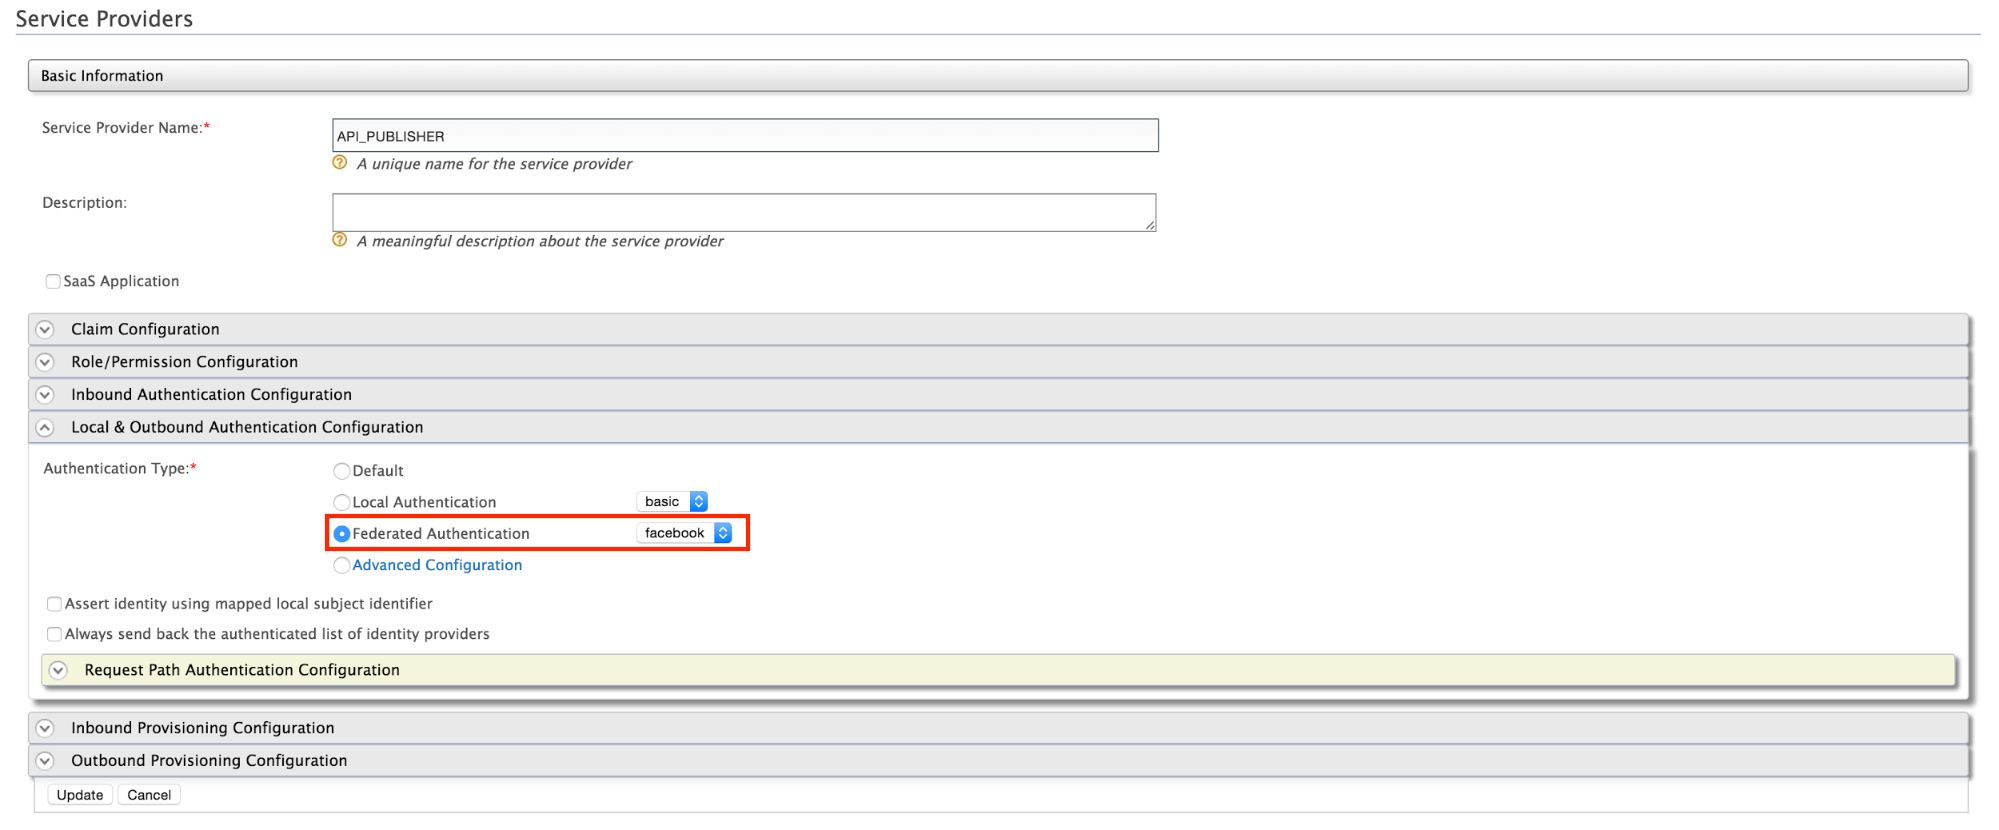 Service Providers
Basic Information
Service Provider Name:*
API_PUBLISHER
? A unique name for the service provider
Description:
? A meaningful description about the service provider
SaaS Application
Claim Configuration
Role/Permission Configuration
Inbound Authentication Configuration
Local & Outbound Authentication Configuration
Authentication Type:*
Default
Local Authentication basic
Federated Authentication facebook
Advanced Configuration
Assert identity using mapped local subject identifier
Always send back the authenticated list of identity providers
Request Path Authentication Configuration
Inbound Provisioning Configuration
Outbound Provisioning Configuration
Update Cancel